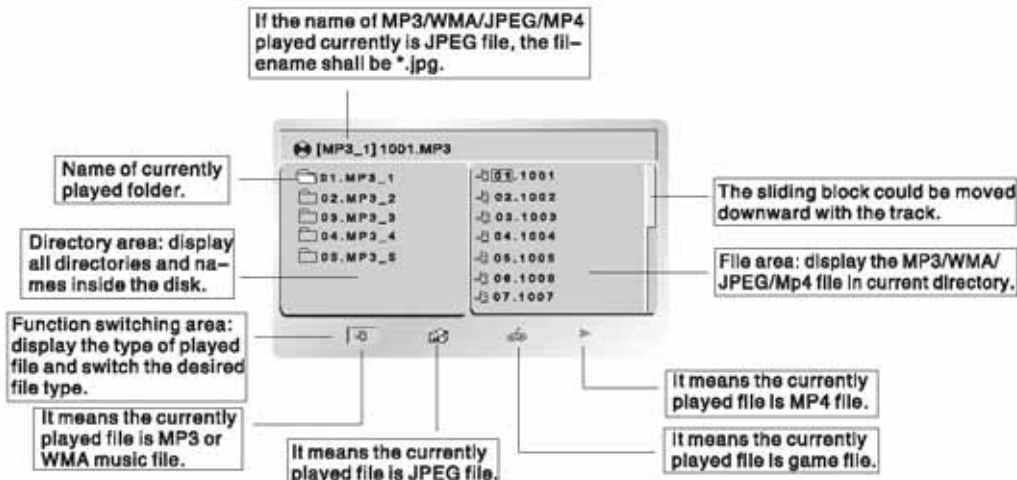 If the name of MP3/WMA/JPEG/MP4
played currently is JPEG file, the fil–
ename shall be *.jpg.
[MP3_1] 1001.MP3
Name of currently
played folder.
Directory area: display
all directories and na–
mes inside the disk.
Function switching area:
display the type of played
file and switch the desired
file type.
01.MP3_1
02.MP3_2
03.MP3_3
04.MP3_4
05.MP3_5
01.1001
02.1002
03.1003
04.1004
05.1005
06.1006
07.1007
The sliding block could be moved
downward with the track.
File area: display the MP3/WMA/
JPEG/Mp4 file in current directory.
It means the currently
played file is MP3 or
WMA music file.
It means the currently
played file is JPEG file.
It means the currently
played file is MP4 file.
It means the currently
played file is game file.